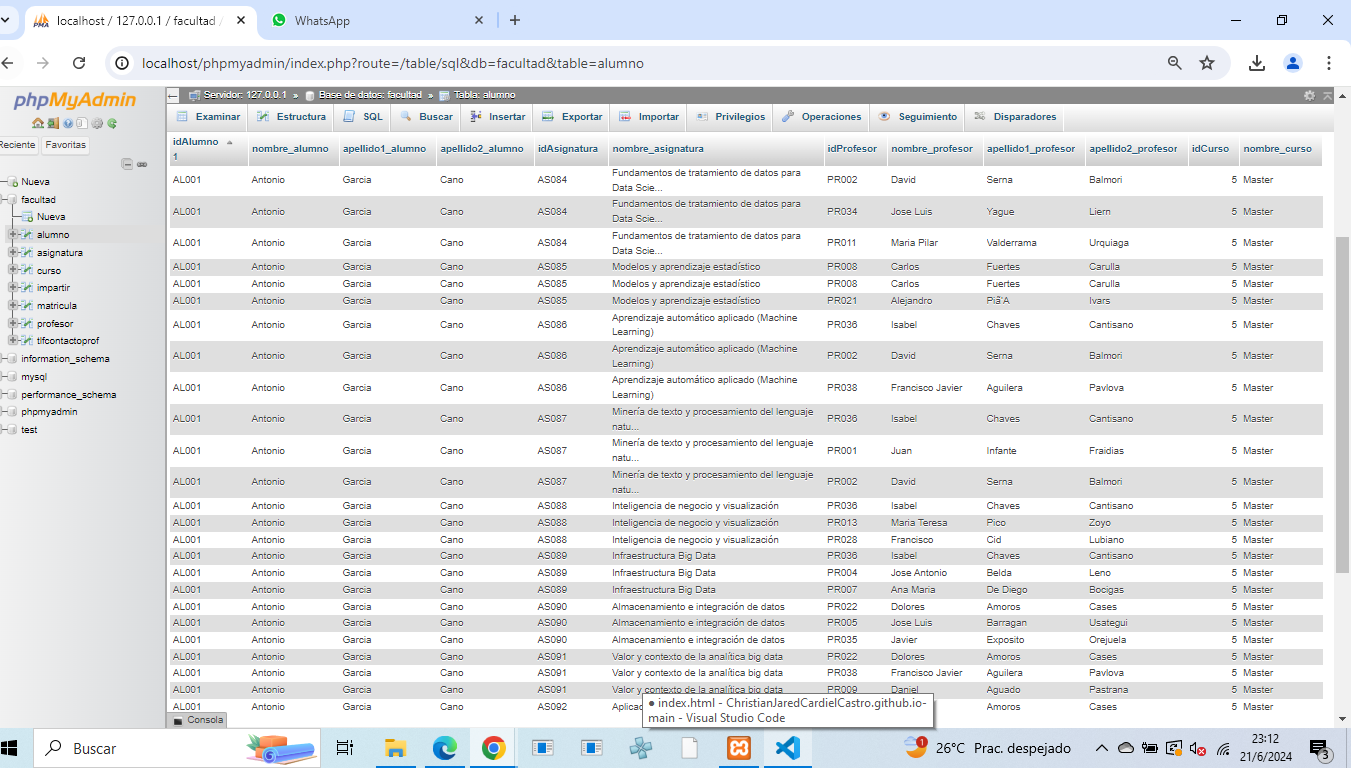 localhost / 127.0.0.1 / facultad /
WhatsApp
localhost/phpmyadmin/index.php?route=/table/sql&db=facultad&table=alumno
phpMyAdmin
Reciente Favoritas
Nueva
facultad
Nueva
alumno
asignatura
curso
impartir
matricula
profesor
tlfcontactoprof
information_schema
mysql
performance_schema
phpmyadmin
test
Servidor: 127.0.0.1 » Base de datos: facultad » Tabla: alumno
Examinar Estructura SQL Buscar Insertar Exportar Importar Privilegios Operaciones Seguimiento Disparadores
idAlumno 1 nombre_alumno apellido1_alumno apellido2_alumno idAsignatura nombre_asignatura idProfesor nombre_profesor apellido1_profesor apellido2_profesor idCurso nombre_curso
AL001 Antonio Garcia Cano AS084 Fundamentos de tratamiento de datos para Data Scie... PR002 David Serna Balmori 5 Master
AL001 Antonio Garcia Cano AS084 Fundamentos de tratamiento de datos para Data Scie... PR034 Jose Luis Yague Liern 5 Master
AL001 Antonio Garcia Cano AS084 Fundamentos de tratamiento de datos para Data Scie... PR011 Maria Pilar Valderrama Urquiaga 5 Master
AL001 Antonio Garcia Cano AS085 Modelos y aprendizaje estadístico PR008 Carlos Fuertes Carulla 5 Master
AL001 Antonio Garcia Cano AS085 Modelos y aprendizaje estadístico PR008 Carlos Fuertes Carulla 5 Master
AL001 Antonio Garcia Cano AS085 Modelos y aprendizaje estadístico PR021 Alejandro Ivars 5 Master
AL001 Antonio Garcia Cano AS086 Aprendizaje automático aplicado (Machine Learning) PR036 Isabel Chaves Cantisano 5 Master
AL001 Antonio Garcia Cano AS086 Aprendizaje automático aplicado (Machine Learning) PR002 David Serna Balmori 5 Master
AL001 Antonio Garcia Cano AS086 Aprendizaje automático aplicado (Machine Learning) PR038 Francisco Javier Aguilera Pavlova 5 Master
AL001 Antonio Garcia Cano AS087 Minería de texto y procesamiento del lenguaje natu... PR036 Isabel Chaves Cantisano 5 Master
AL001 Antonio Garcia Cano AS087 Minería de texto y procesamiento del lenguaje natu... PR001 Juan Infante Fraidias 5 Master
AL001 Antonio Garcia Cano AS087 Minería de texto y procesamiento del lenguaje natu... PR002 David Serna Balmori 5 Master
AL001 Antonio Garcia Cano AS088 Inteligencia de negocio y visualización PR036 Isabel Chaves Cantisano 5 Master
AL001 Antonio Garcia Cano AS088 Inteligencia de negocio y visualización PR013 Maria Teresa Pico Zoyo 5 Master
AL001 Antonio Garcia Cano AS088 Inteligencia de negocio y visualización PR028 Francisco Cid Lubiano 5 Master
AL001 Antonio Garcia Cano AS089 Infraestructura Big Data PR036 Isabel Chaves Cantisano 5 Master
AL001 Antonio Garcia Cano AS089 Infraestructura Big Data PR004 Jose Antonio Belda Leno 5 Master
AL001 Antonio Garcia Cano AS089 Infraestructura Big Data PR007 Ana Maria De Diego Bocigas 5 Master
AL001 Antonio Garcia Cano AS090 Almacenamiento e integración de datos PR022 Dolores Amoros Cases 5 Master
AL001 Antonio Garcia Cano AS090 Almacenamiento e integración de datos PR005 Jose Luis Barragan Usategui 5 Master
AL001 Antonio Garcia Cano AS090 Almacenamiento e integración de datos PR035 Javier Exposito Orejuela 5 Master
AL001 Antonio Garcia Cano AS091 Valor y contexto de la analítica big data PR022 Dolores Amoros Cases 5 Master
AL001 Antonio Garcia Cano AS091 Valor y contexto de la analítica big data PR038 Francisco Javier Aguilera Pavlova 5 Master
AL001 Antonio Garcia Cano AS091 Valor y contexto de la analítica big data PR009 Daniel Aguado Pastrana 5 Master
AL001 Antonio Garcia Cano AS092 Amoros Cases 5 Master
Consola
● index.html - ChristianJaredCardielCastro.github.io-
main - Visual Studio Code
Buscar
1
26°C Prac. despejado
23:12
21/6/2024
3